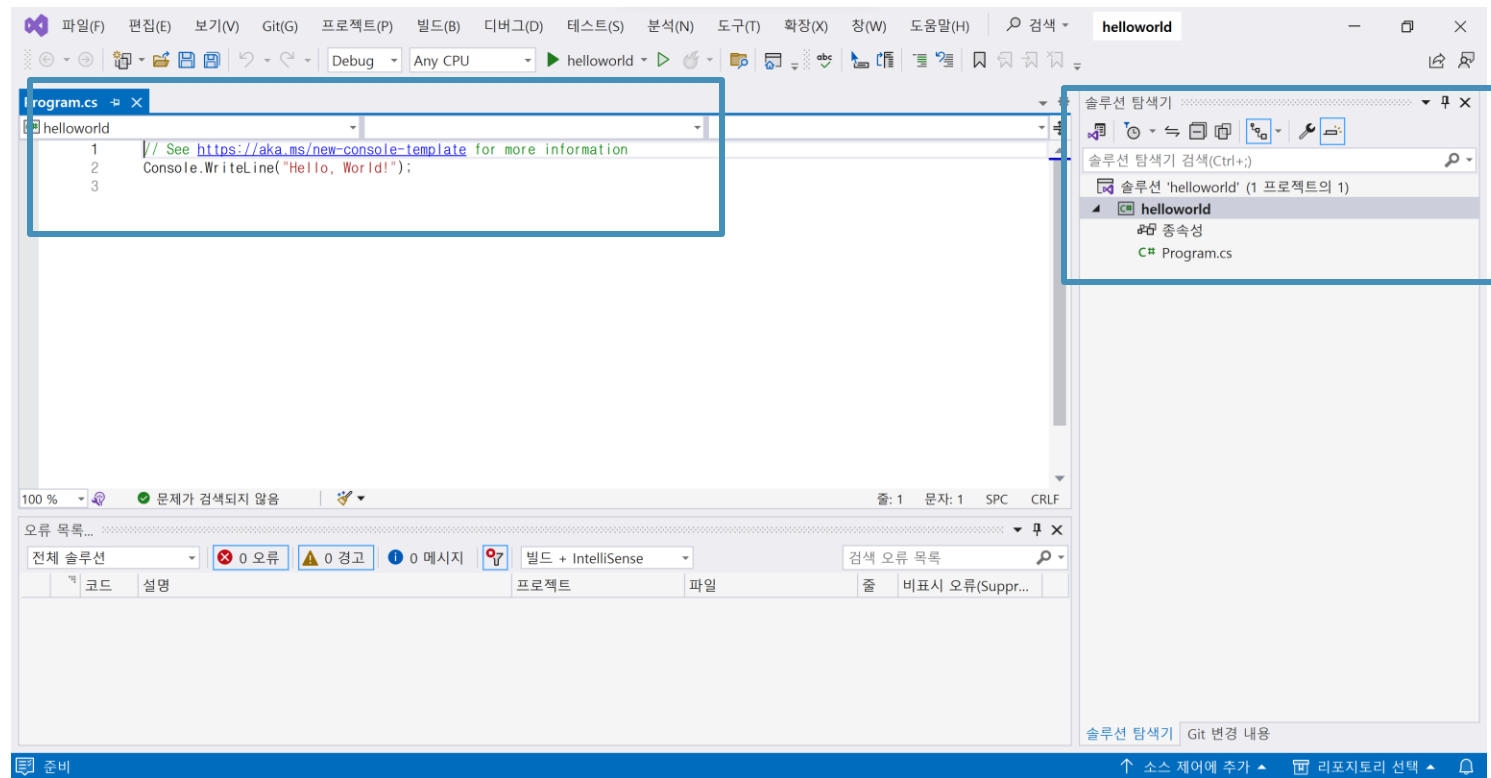 파일(F) 편집(E) 보기(V) Git(G) 프로젝트(P) 빌드(B) 디버그(D) 테스트(S) 분석(N) 도구(T) 확장(X) 창(W) 도움말(H) 검색 helloworld
Debug Any CPU helloworld abc
Program.cs
helloworld
1 // See https://aka.ms/new-console-template for more information
2 Console.WriteLine("Hello, World!");
3
100 % 문제가 검색되지 않음 줄: 1 문자: 1 SPC CRLF
오류 목록...
전체 솔루션 0 오류 0 경고 0 메시지 빌드 + IntelliSense 검색 오류 목록
코드 설명 프로젝트 파일 줄 비표시 오류(Suppr...
솔루션 탐색기
솔루션 탐색기 검색(Ctrl+;)
솔루션 'helloworld' (1 프로젝트의 1)
C# helloworld
종속성
C# Program.cs
솔루션 탐색기 Git 변경 내용
준비 소스 제어에 추가 리포지토리 선택